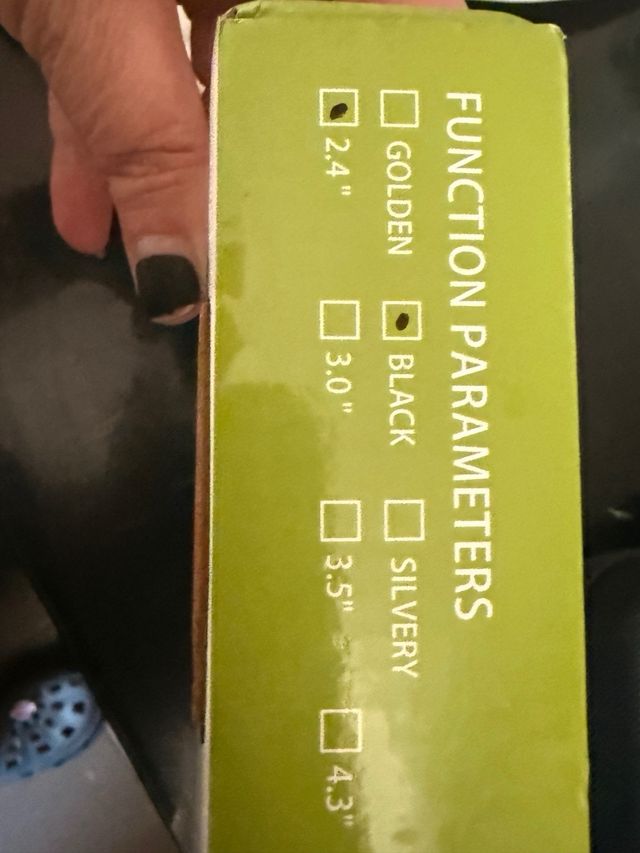 FUNCTION PARAMETERS
GOLDEN BLACK SILVERY
2.4" 3.0" 3.5" 4.3"